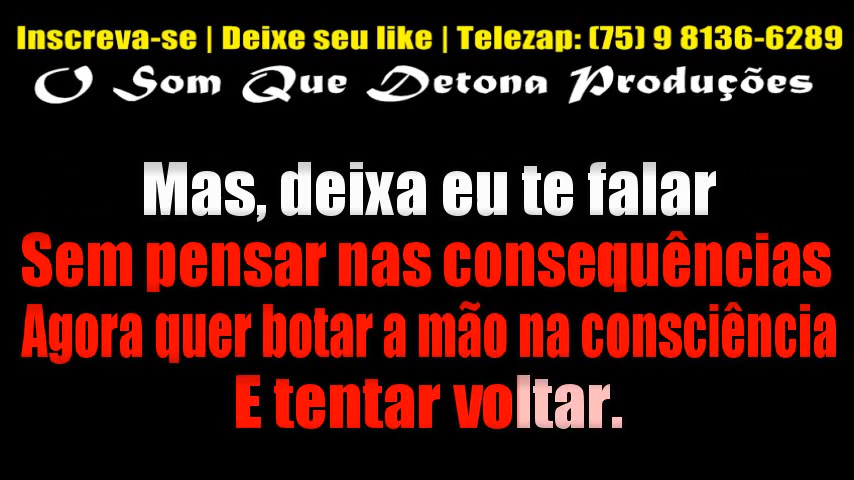 Inscreva-se | Deixe seu like | Telezap: (75) 9 8136-6289
O Som Que Detona Produções
Mas, deixa eu te falar
Sem pensar nas consequências
Agora quer botar a mão na consciência
E tentar voltar.